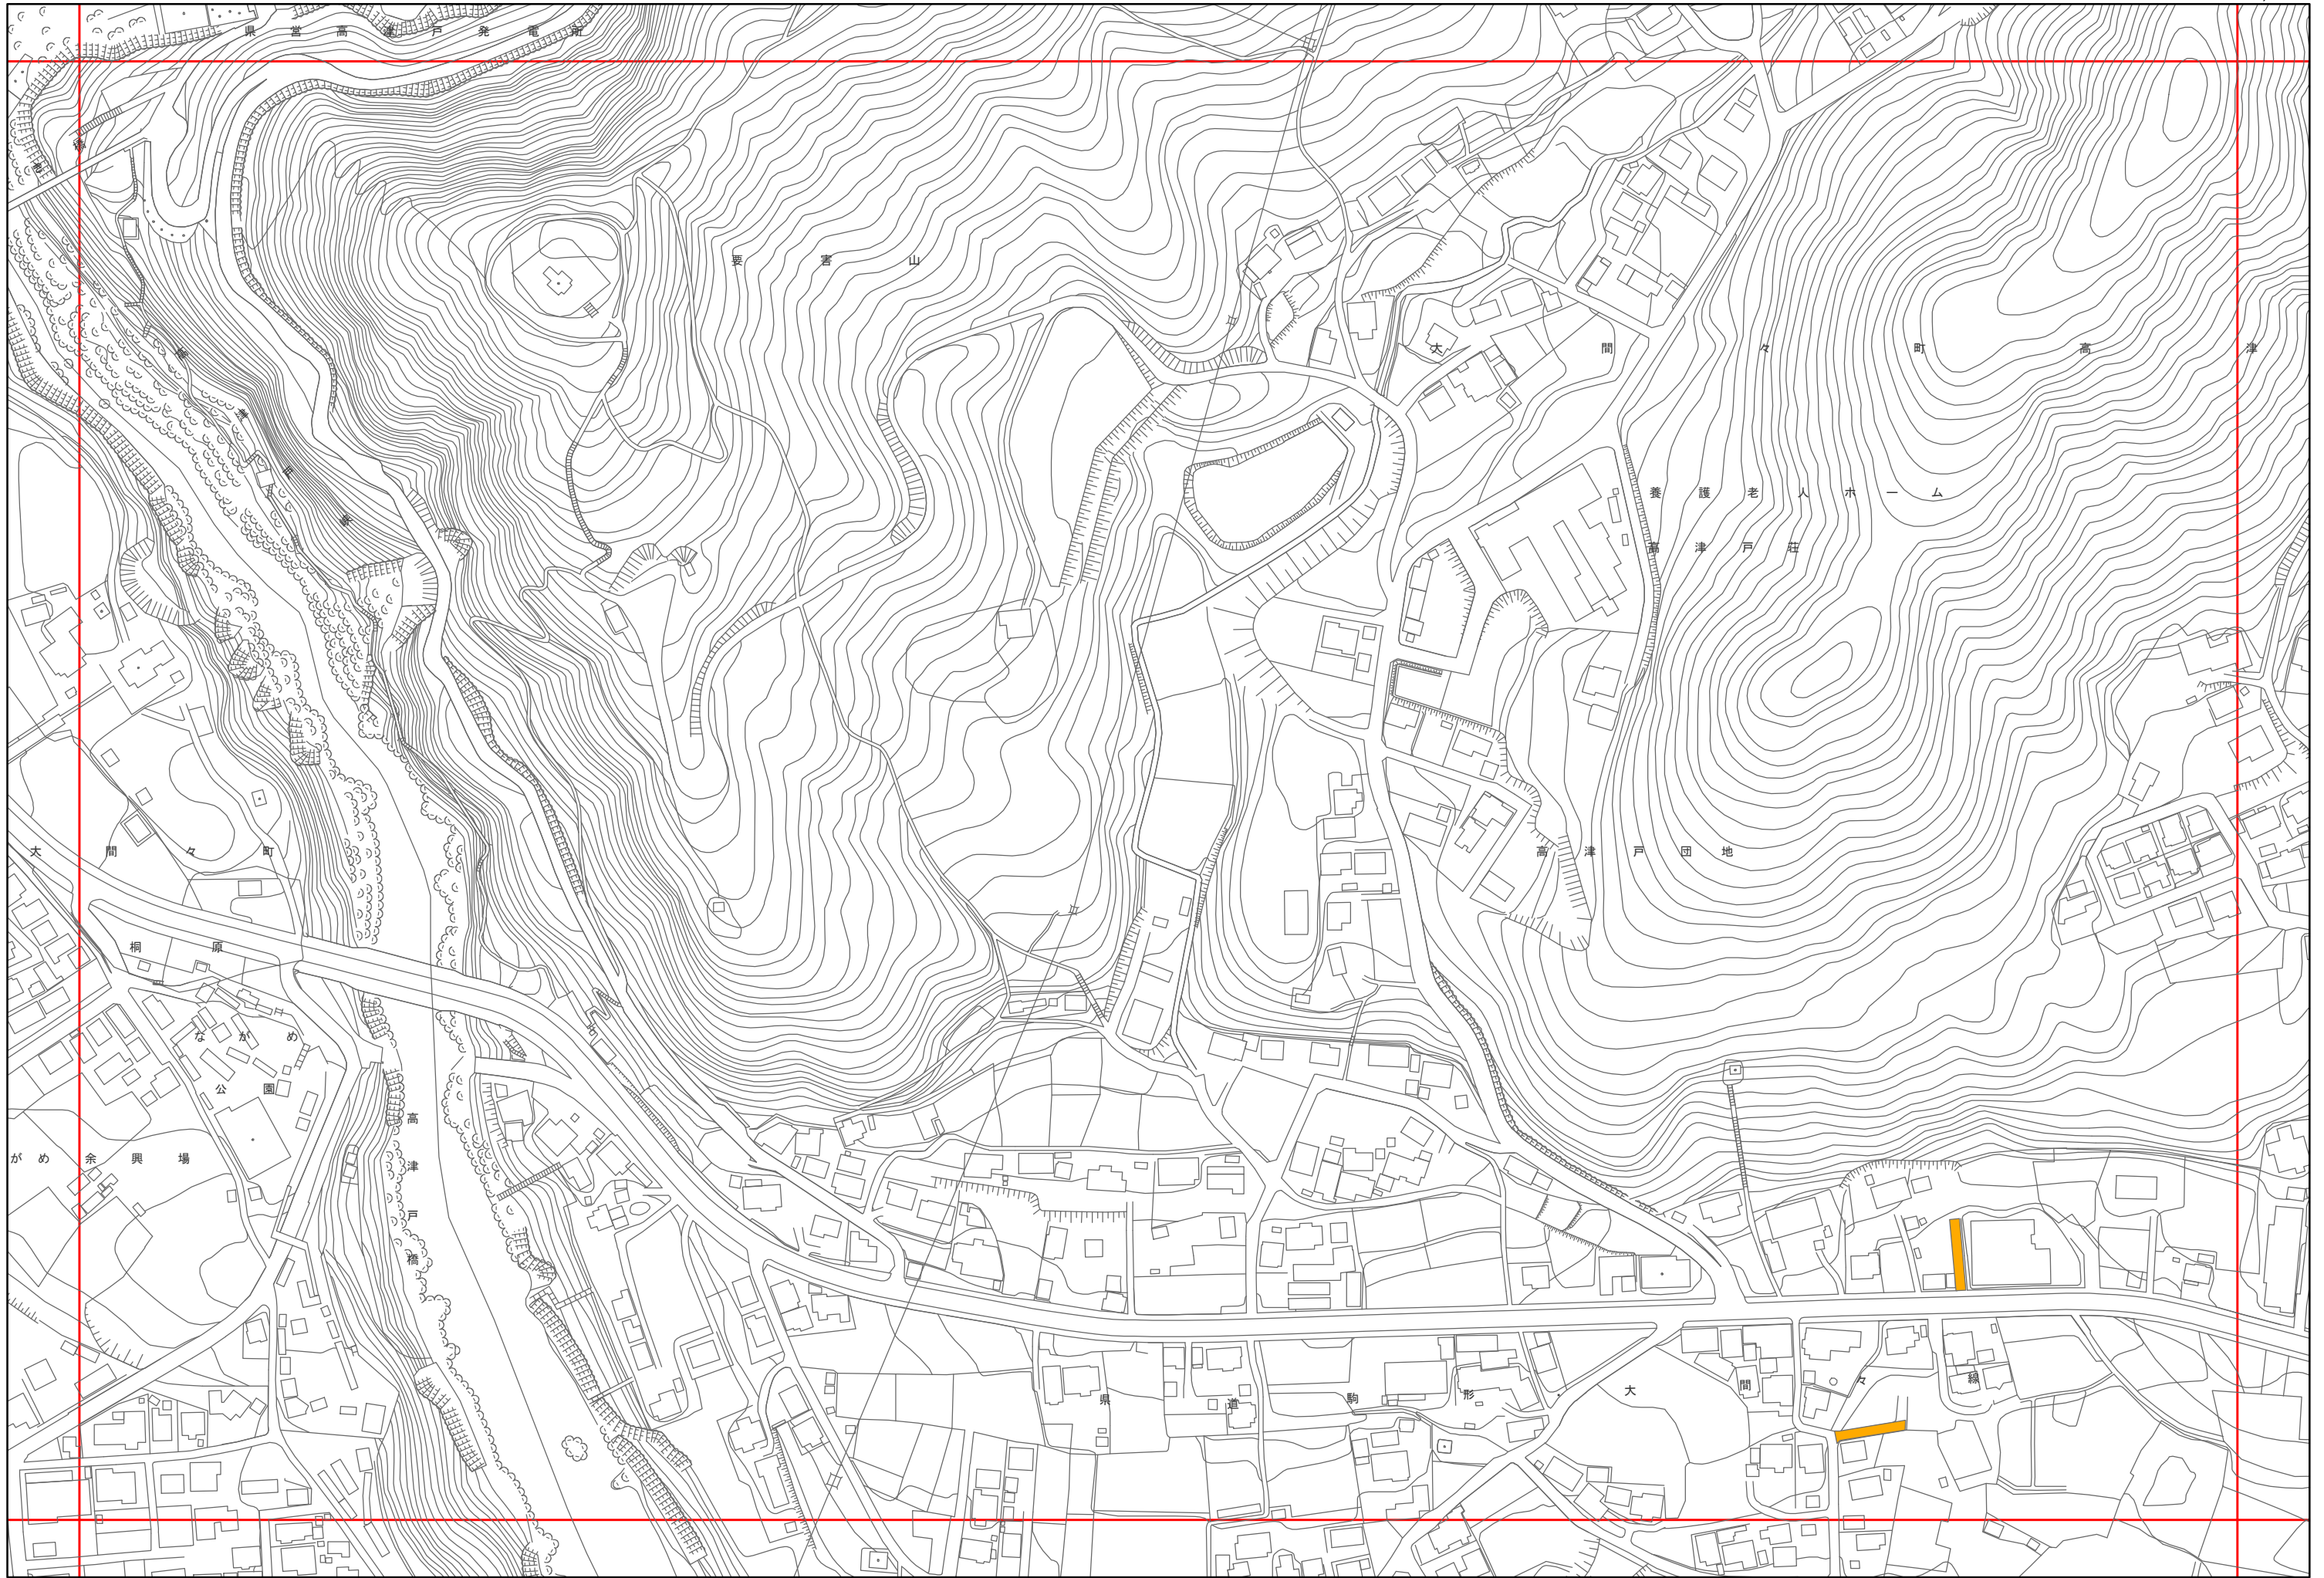 県営高津戸発電所
要害山
大間々町高津
養護老人ホーム
高津戸荘
大間々町
高津戸団地
桐原
ながめ
公園
高津戸橋
がめ余興場
県道駒形大間々線